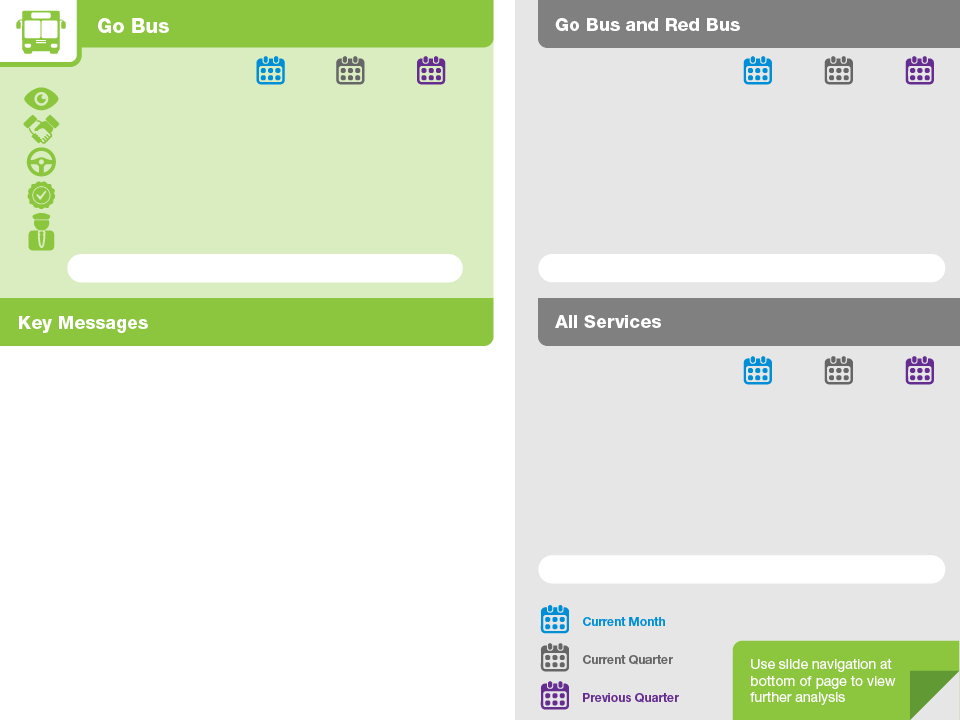 Go Bus
Key Messages
Go Bus and Red Bus
All Services
Current Month
Current Quarter
Previous Quarter
Use slide navigation at
bottom of page to view
further analysis